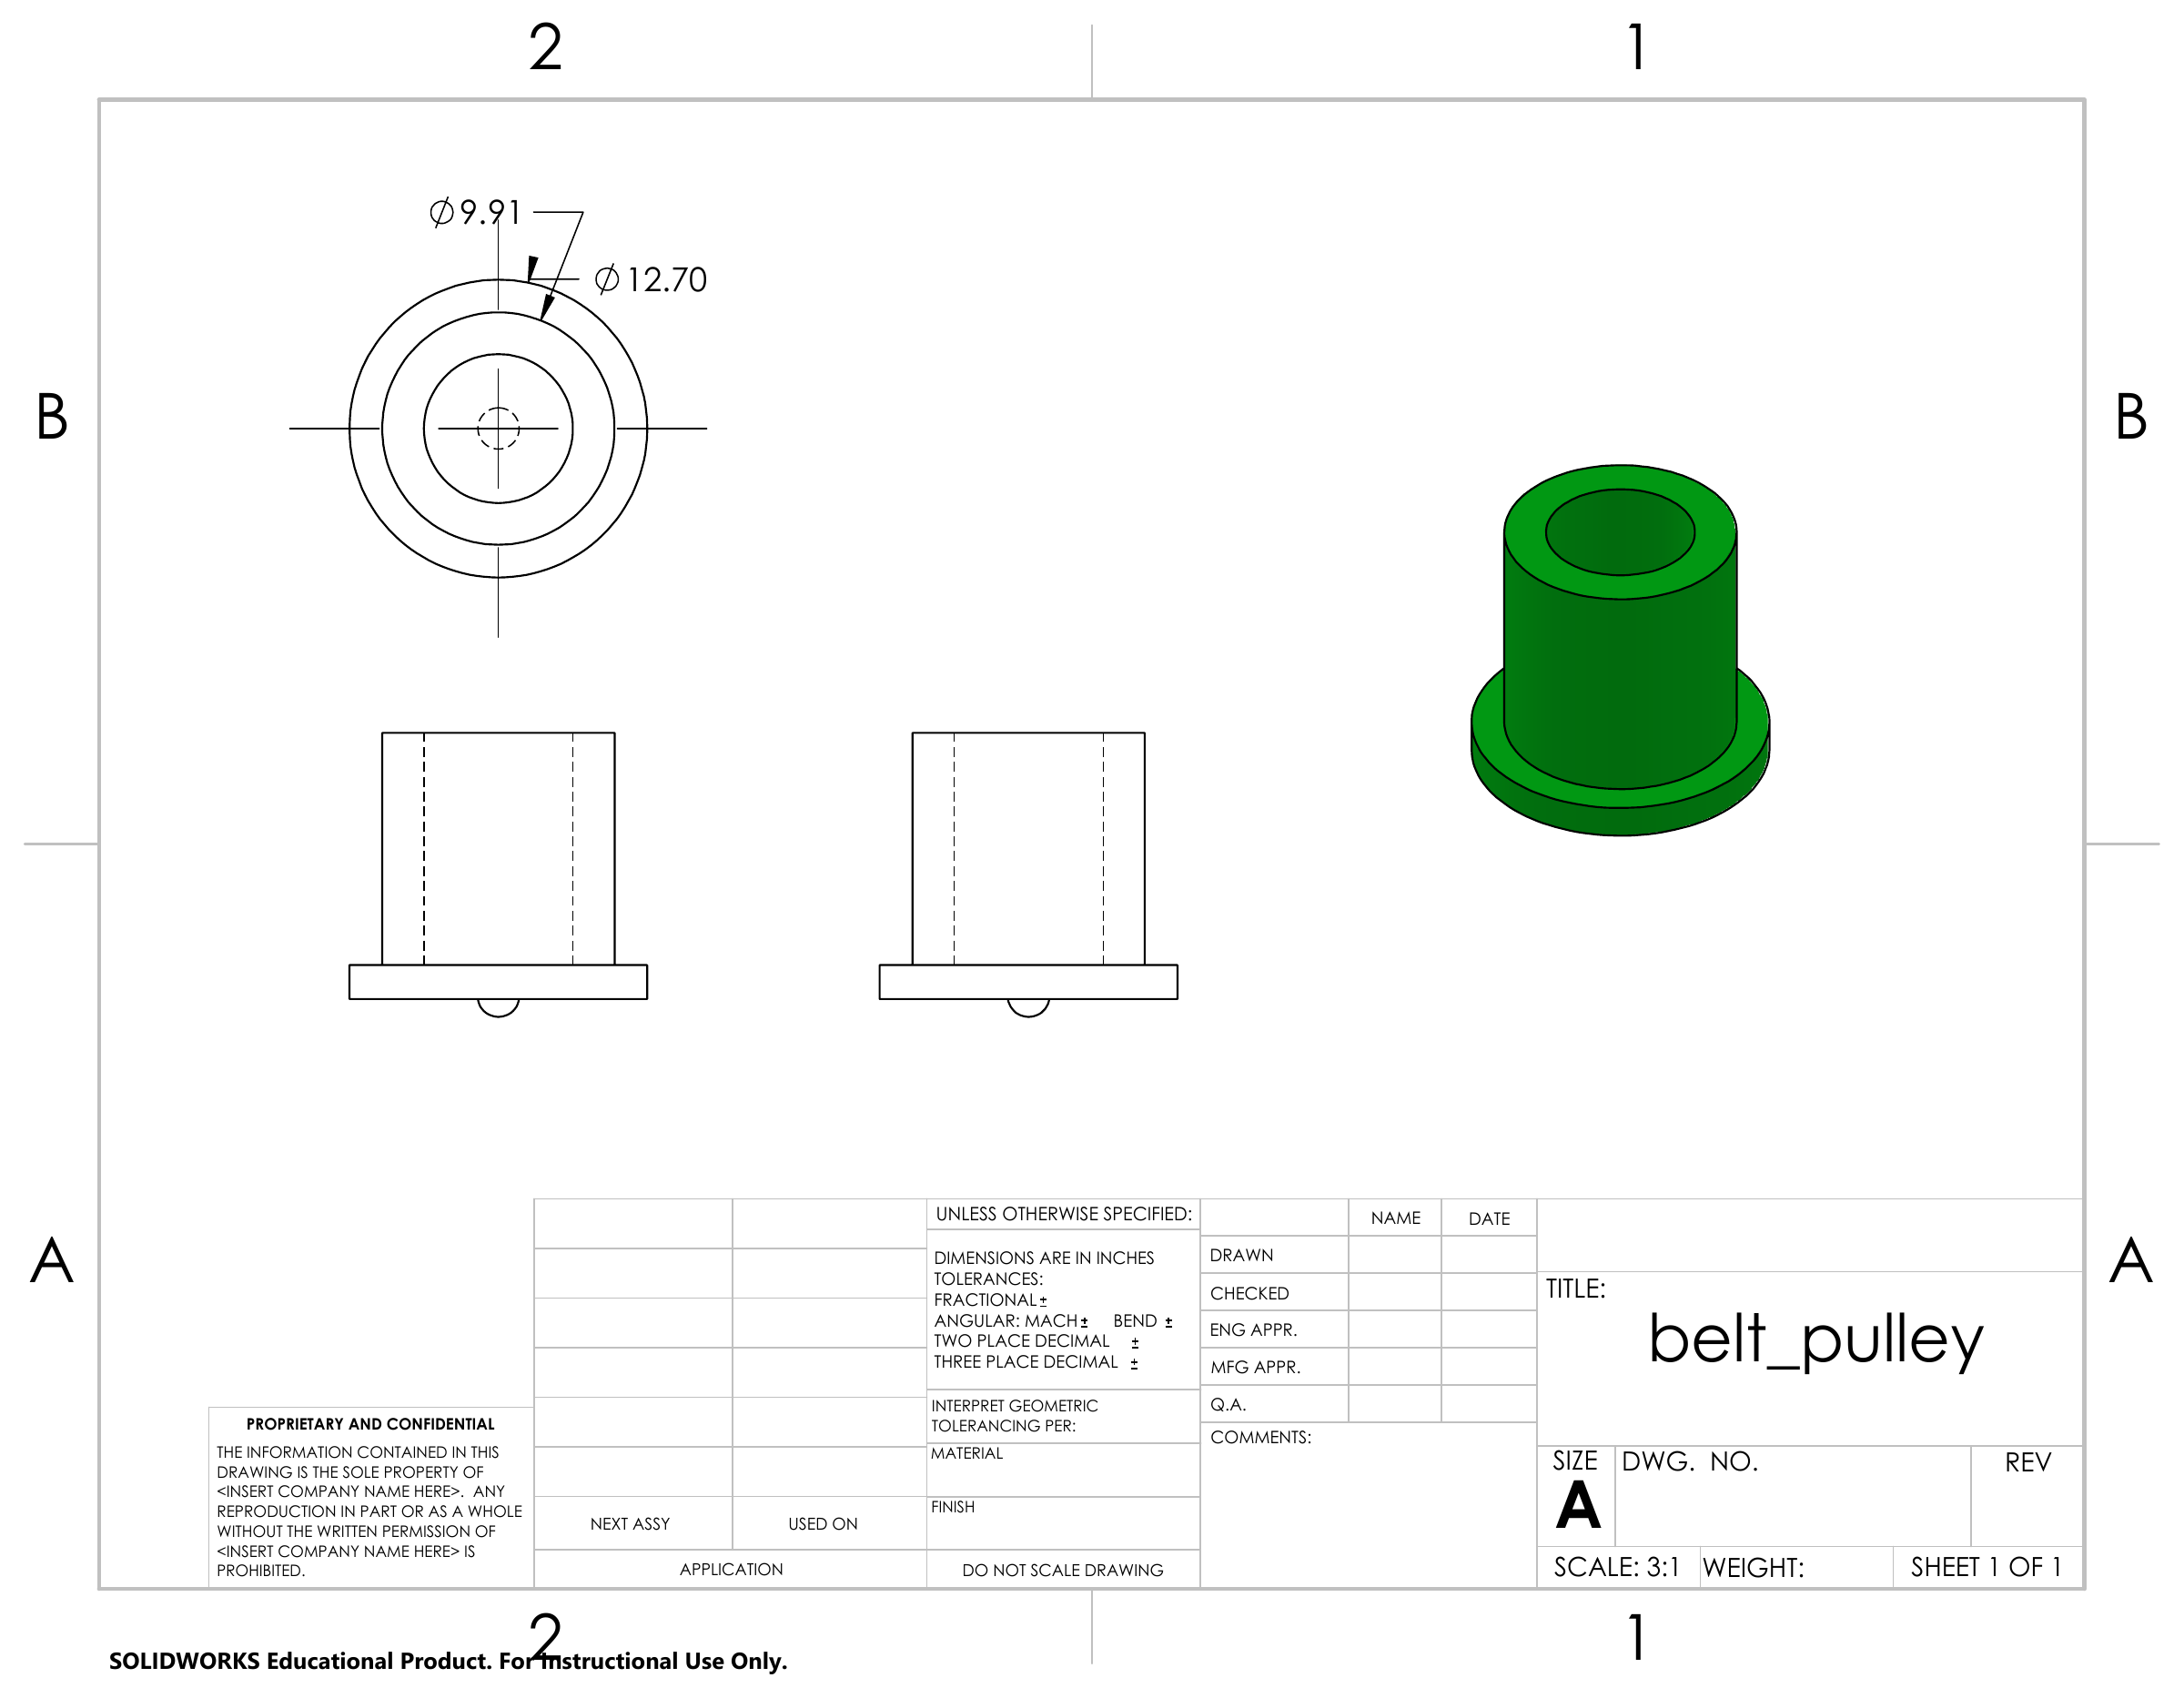 2 1
⌀9.91
⌀12.70
B B
A A
UNLESS OTHERWISE SPECIFIED:
DIMENSIONS ARE IN INCHES
TOLERANCES:
FRACTIONAL±
ANGULAR: MACH± BEND ±
TWO PLACE DECIMAL ±
THREE PLACE DECIMAL ±
INTERPRET GEOMETRIC
TOLERANCING PER:
MATERIAL
FINISH
DO NOT SCALE DRAWING
NAME DATE
DRAWN
CHECKED
ENG APPR.
MFG APPR.
Q.A.
COMMENTS:
TITLE:
belt_pulley
SIZE DWG. NO. REV
A
SCALE: 3:1 WEIGHT: SHEET 1 OF 1
PROPRIETARY AND CONFIDENTIAL
THE INFORMATION CONTAINED IN THIS
DRAWING IS THE SOLE PROPERTY OF
<INSERT COMPANY NAME HERE>. ANY
REPRODUCTION IN PART OR AS A WHOLE
WITHOUT THE WRITTEN PERMISSION OF
<INSERT COMPANY NAME HERE> IS
PROHIBITED.
NEXT ASSY USED ON
APPLICATION
2 1
SOLIDWORKS Educational Product. For Instructional Use Only.